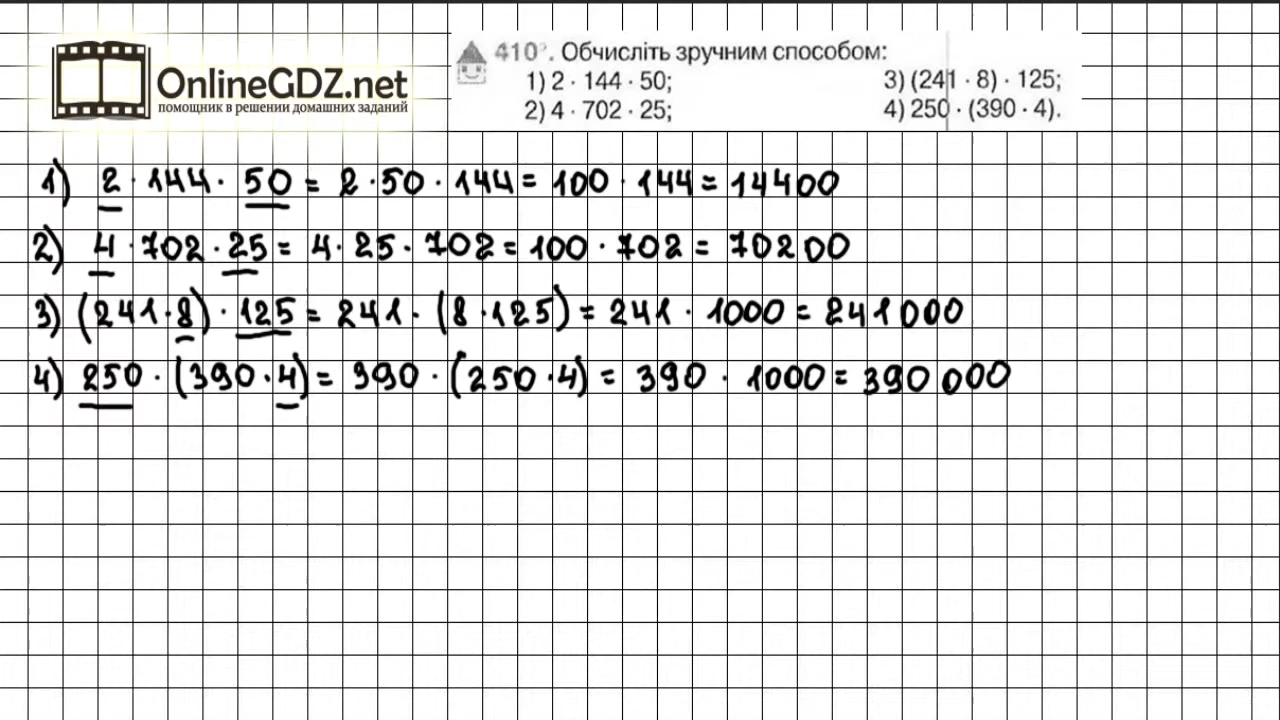 OnlineGDZ.net
помощник в решении домашних заданий
410°. Обчисліть зручним способом:
1) 2 · 144 · 50;
3) (241 · 8) · 125;
2) 4 · 702 · 25;
4) 250 · (390 · 4).
1) 2 · 144 · 50 = 2 · 50 · 144 = 100 · 144 = 14400
2) 4 · 702 · 25 = 4 · 25 · 702 = 100 · 702 = 70200
3) (241 · 8) · 125 = 241 · (8 · 125) = 241 · 1000 = 241000
4) 250 · (390 · 4) = 390 · (250 · 4) = 390 · 1000 = 390 000